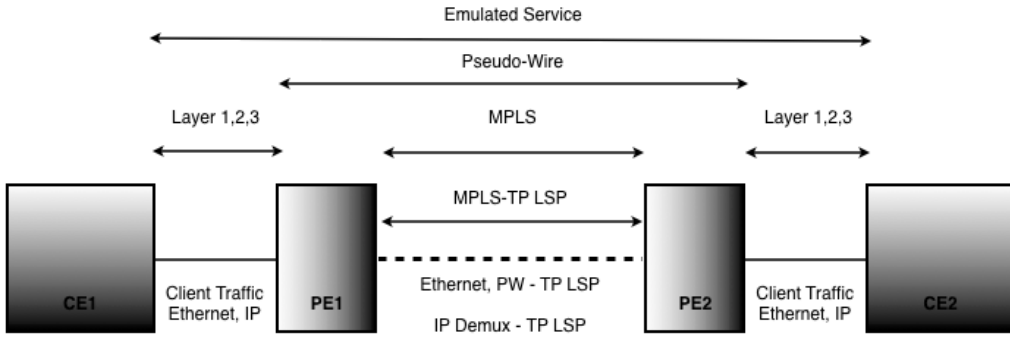 Emulated Service
Pseudo-Wire
Layer 1,2,3
MPLS
Layer 1,2,3
MPLS-TP LSP
CE1
Client Traffic
Ethernet, IP
PE1
Ethernet, PW - TP LSP
IP Demux - TP LSP
PE2
Client Traffic
Ethernet, IP
CE2